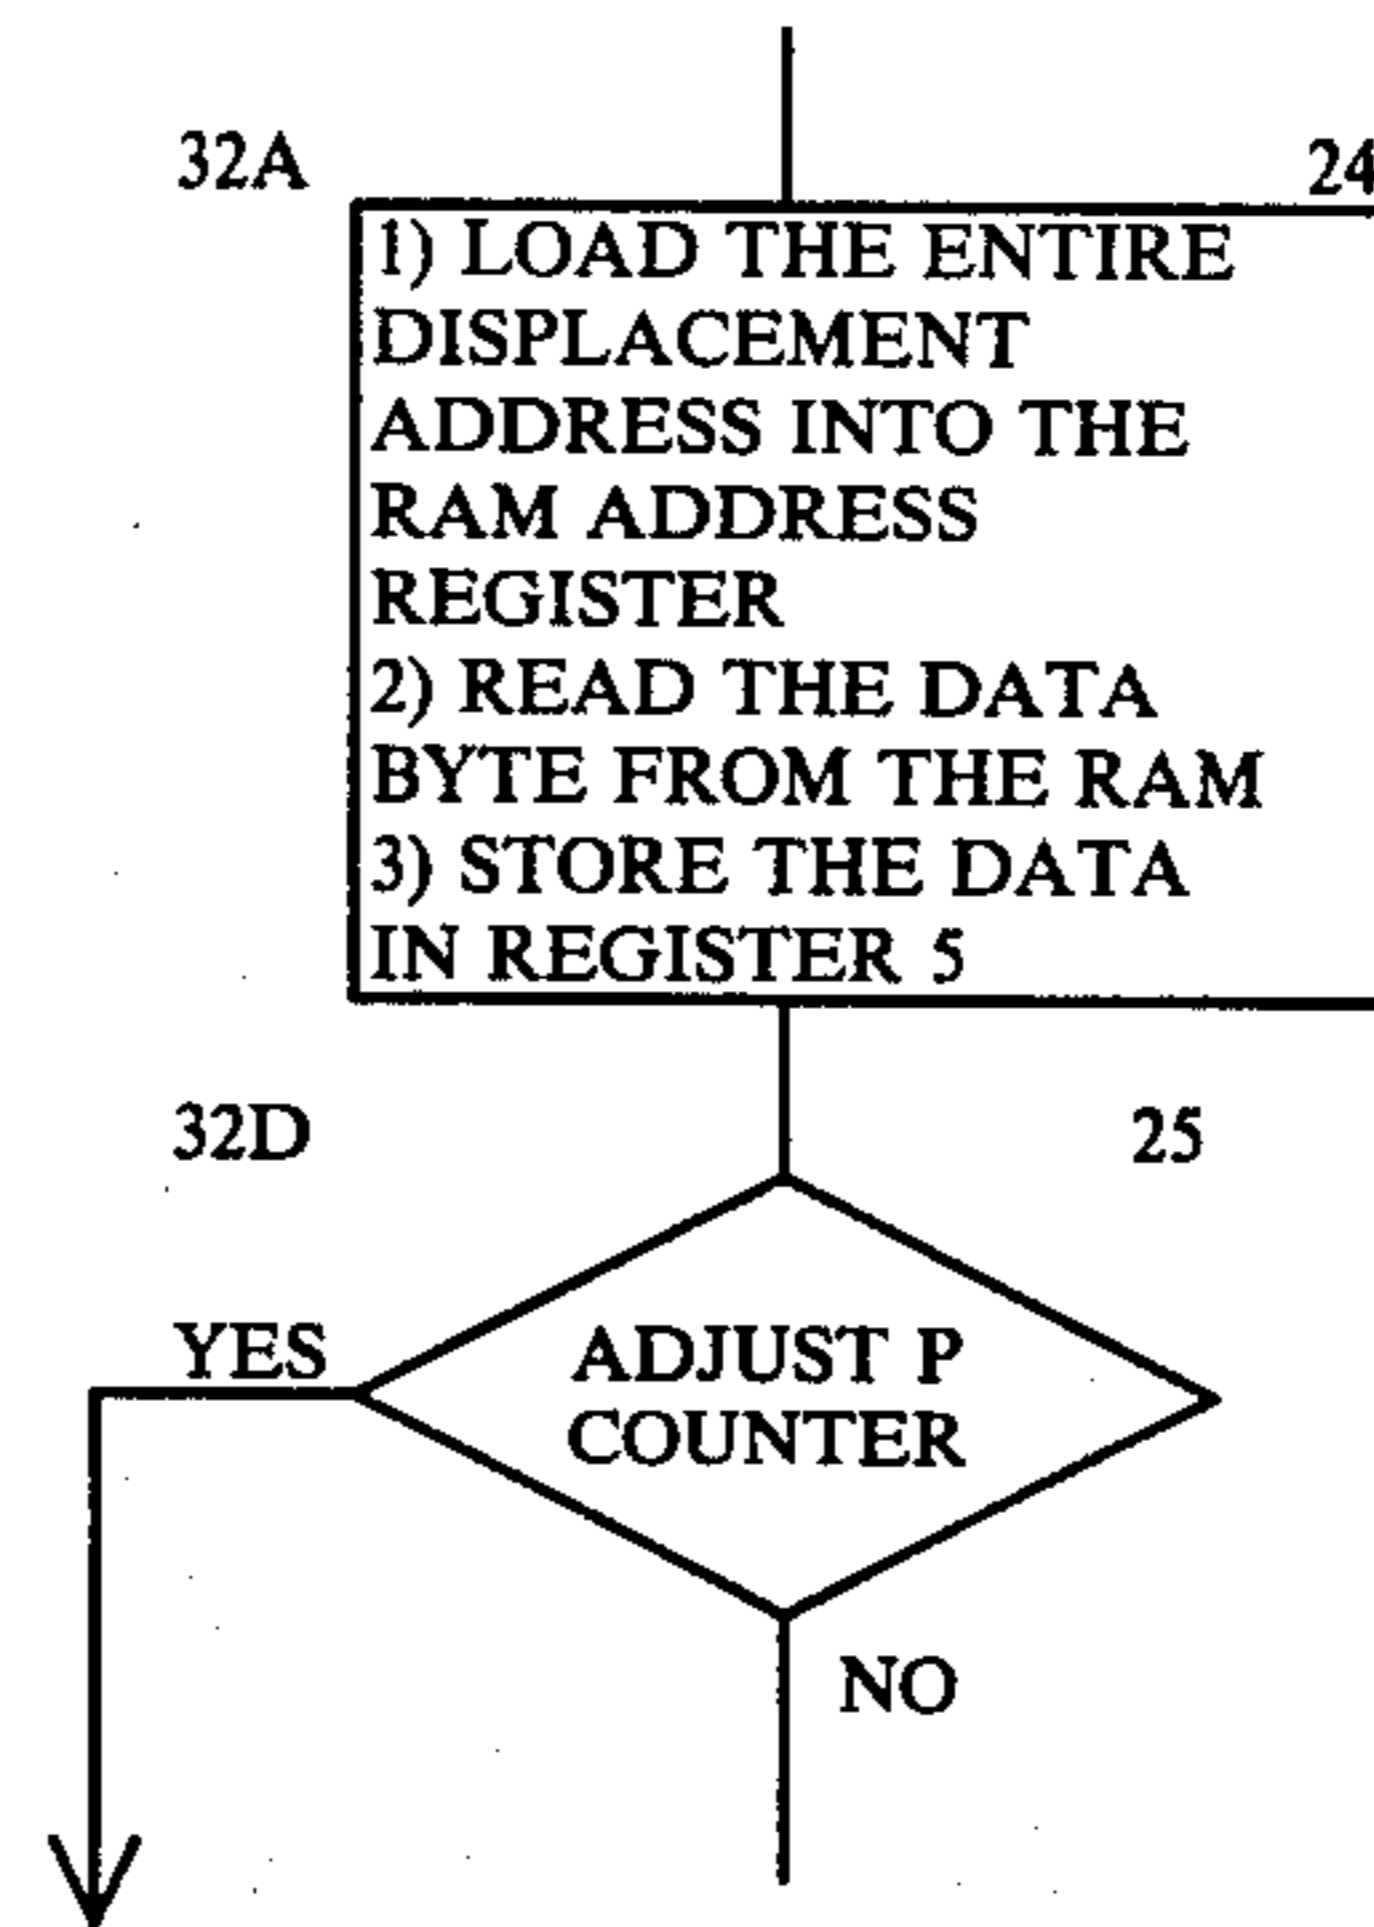 32A 24
1) LOAD THE ENTIRE
DISPLACEMENT
ADDRESS INTO THE
RAM ADDRESS
REGISTER
2) READ THE DATA
BYTE FROM THE RAM
3) STORE THE DATA
IN REGISTER 5
32D 25
YES
ADJUST P
COUNTER
NO